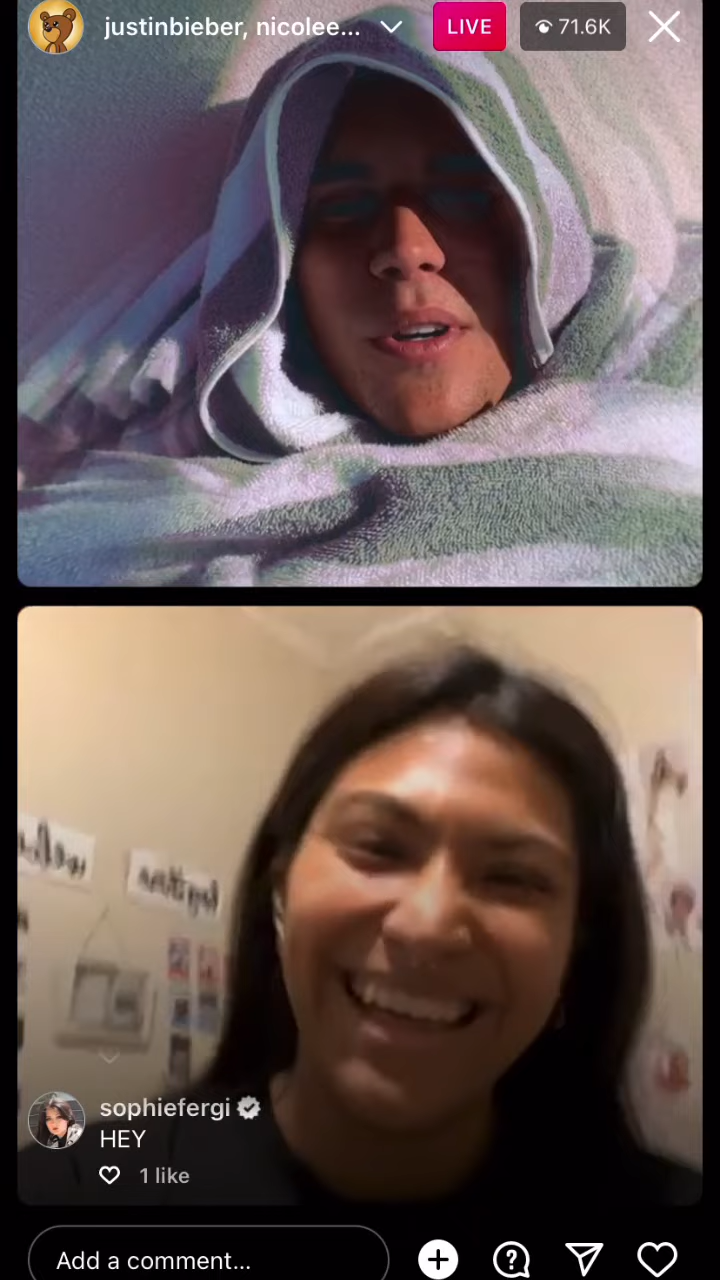 justinbieber, nicolee...
LIVE
71.6K
sophiefergi
HEY
1 like
Add a comment...